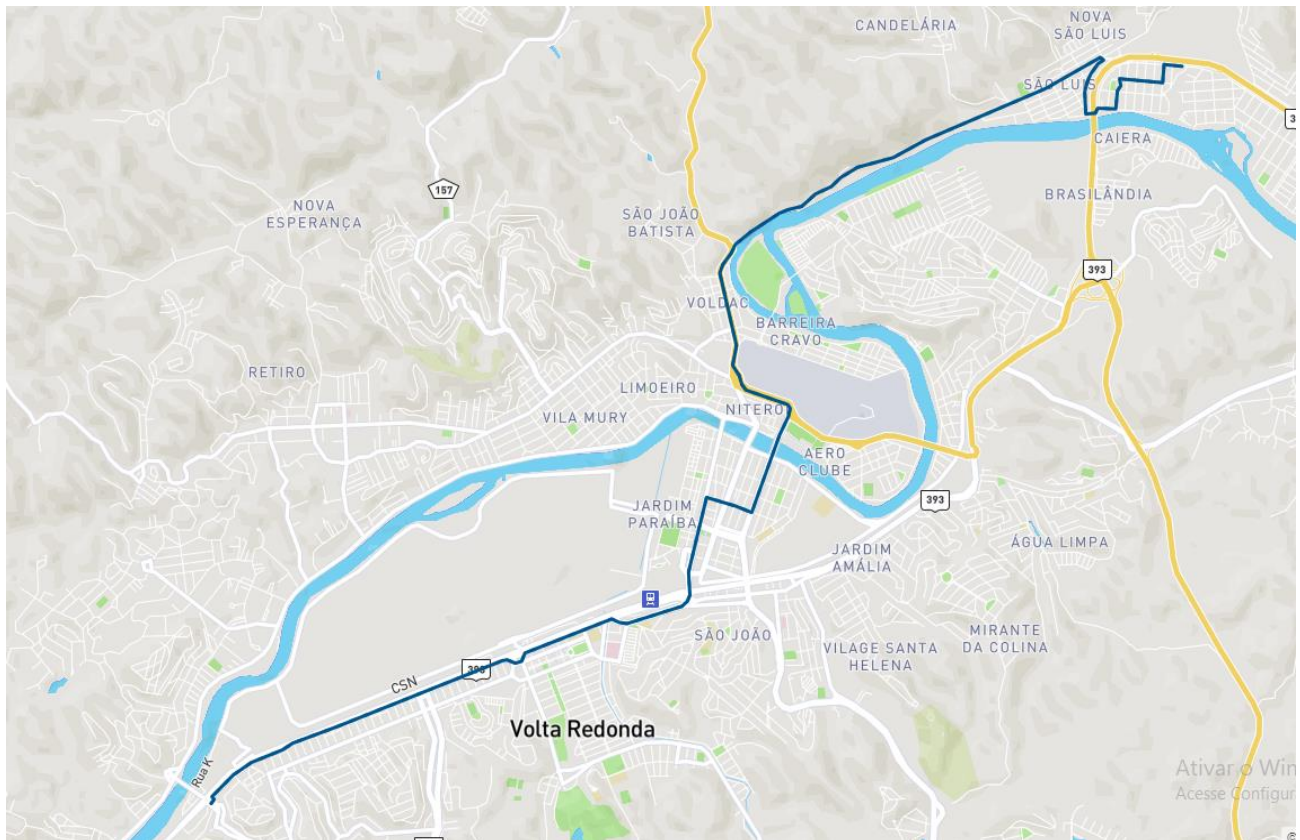 NOVA
SÃO LUIS
CANDELÁRIA
SÃO LUIS
3
CAIERA
157
BRASILÂNDIA
NOVA
ESPERANÇA
SÃO JOÃO
BATISTA
393
VOLDAC
BARREIRA
CRAVO
RETIRO
LIMOEIRO
VILA MURY
NITEROI
AERO
CLUBE
393
JARDIM
PARAÍBA
ÁGUA LIMPA
JARDIM
AMÁLIA
SÃO JOÃO
MIRANTE
DA COLINA
VILAGE SANTA
HELENA
393
CSN
Volta Redonda
Rua K
Ativar o Win
Acesse Configura
©